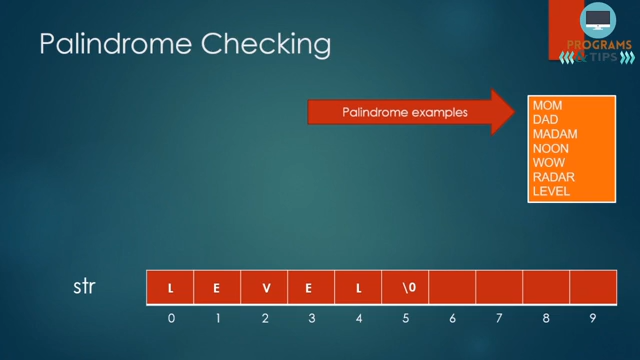 Palindrome Checking
PROGRAMS
& TIPS
Palindrome examples
MOM
DAD
MADAM
NOON
WOW
RADAR
LEVEL
str
L E V E L \0
0 1 2 3 4 5 6 7 8 9